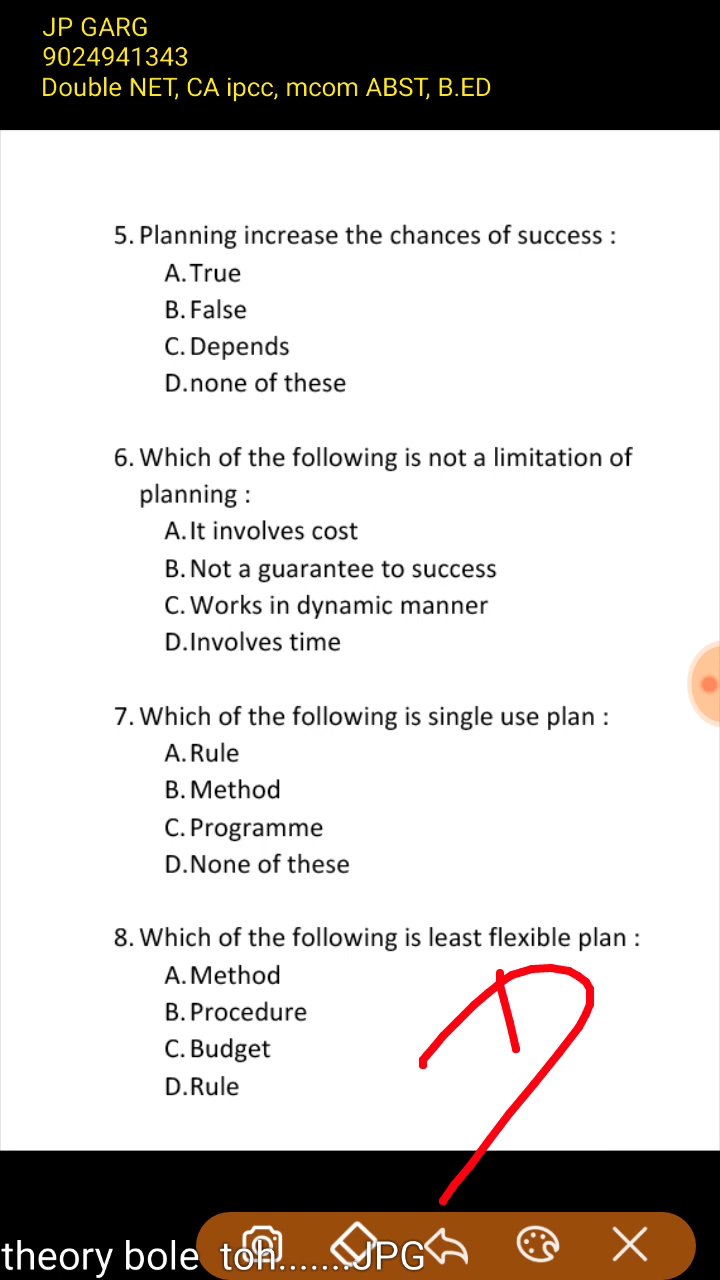 JP GARG
9024941343
Double NET, CA ipcc, mcom ABST, B.ED
5. Planning increase the chances of success :
A. True
B. False
C. Depends
D. none of these
6. Which of the following is not a limitation of
planning :
A. It involves cost
B. Not a guarantee to success
C. Works in dynamic manner
D. Involves time
7. Which of the following is single use plan :
A. Rule
B. Method
C. Programme
D. None of these
8. Which of the following is least flexible plan :
A. Method
B. Procedure
C. Budget
D. Rule
theory bole toh.......JPG